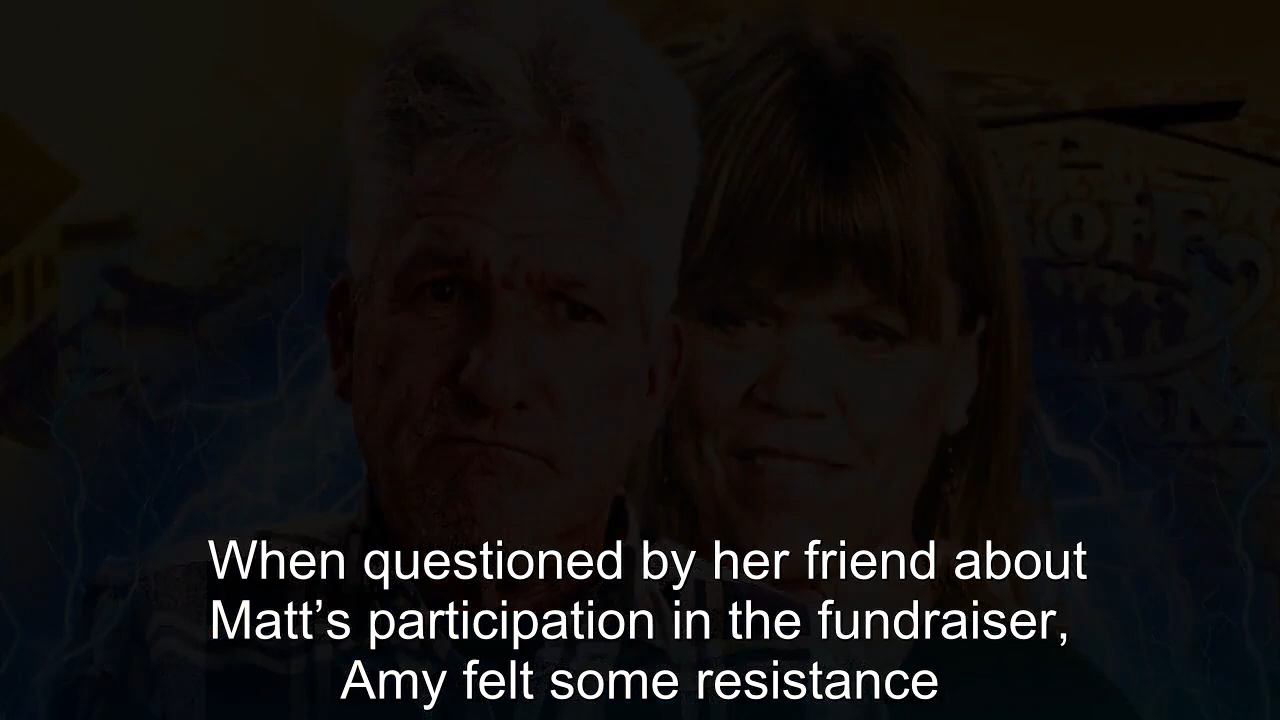 When questioned by her friend about
Matt’s participation in the fundraiser,
Amy felt some resistance